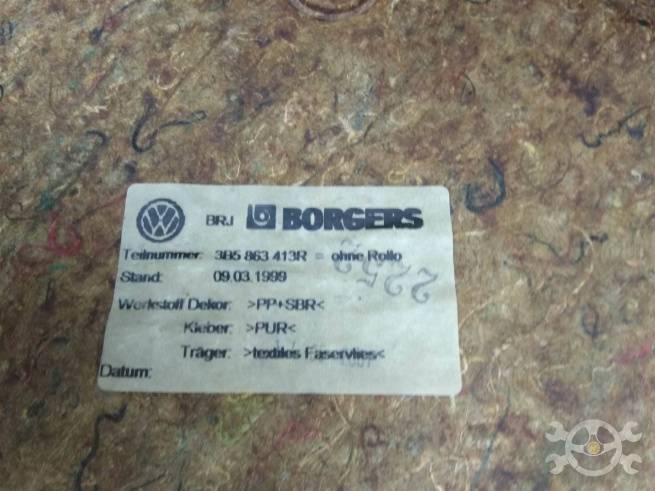 BRJ BORGERS
Teilnummer: 3B5 863 413R = ohne Rollo
Stand: 09.03.1999
2252
Werkstoff Dekor: >PP+SBR<
Kleber: >PUR<
Träger: >textiles Faservlies<
Datum: